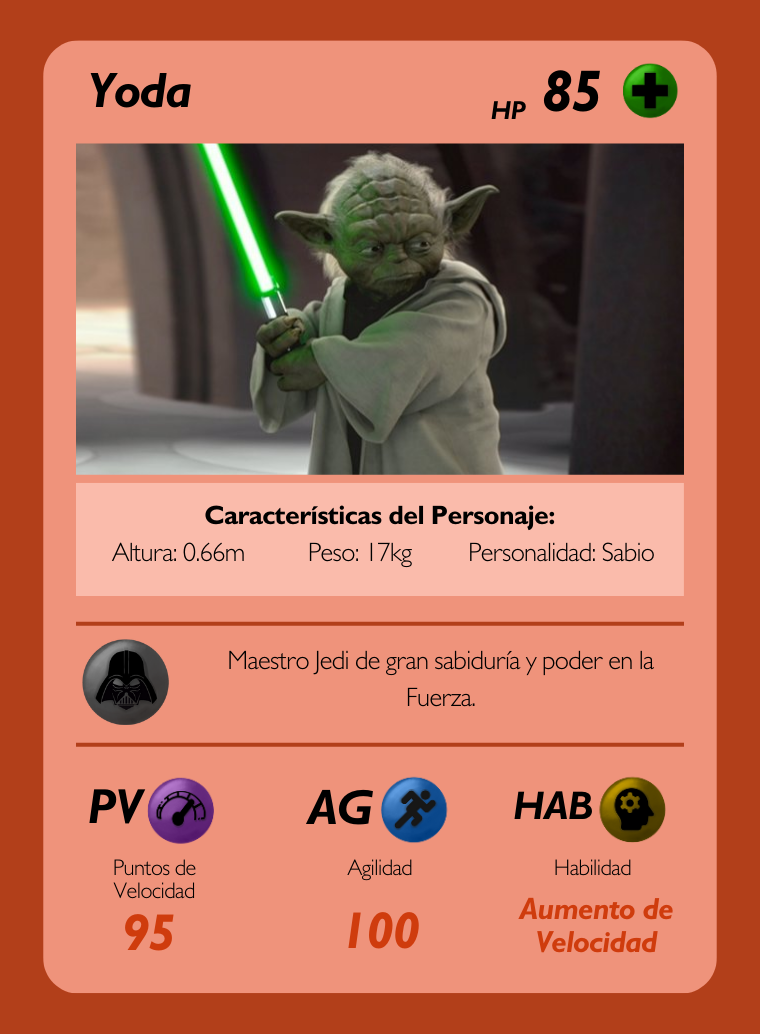 Yoda
HP 85
Características del Personaje:
Altura: 0.66m Peso: 17kg Personalidad: Sabio
Maestro Jedi de gran sabiduría y poder en la
Fuerza.
PV AG HAB
Puntos de
Velocidad
Agilidad
Habilidad
95
100
Aumento de
Velocidad